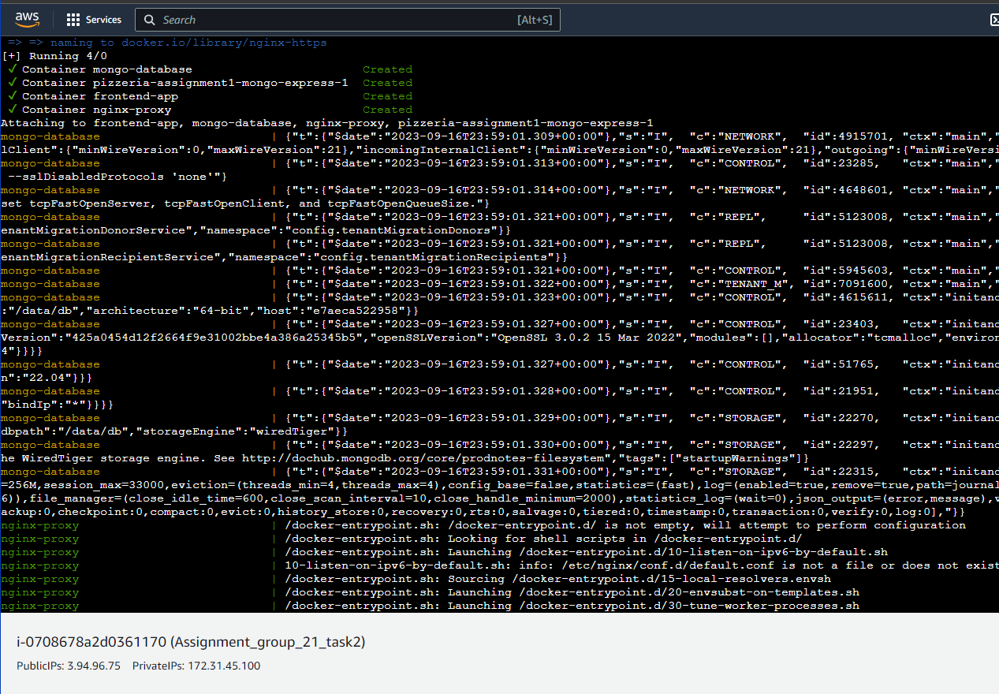 aws Services Search [Alt+S]
=> => naming to docker.io/library/nginx-https
[+] Running 4/0
✓ Container mongo-database Created
✓ Container pizzeria-assignment1-mongo-express-1 Created
✓ Container frontend-app Created
✓ Container nginx-proxy Created
Attaching to frontend-app, mongo-database, nginx-proxy, pizzeria-assignment1-mongo-express-1
mongo-database | {"t":{"$date":"2023-09-16T23:59:01.309+00:00"},"s":"I", "c":"NETWORK", "id":4915701, "ctx":"main","
lClient":{"minWireVersion":0,"maxWireVersion":21},"incomingInternalClient":{"minWireVersion":0,"maxWireVersion":21},"outgoing":{"minWireVersi
mongo-database | {"t":{"$date":"2023-09-16T23:59:01.313+00:00"},"s":"I", "c":"CONTROL", "id":23285, "ctx":"main","
--sslDisabledProtocols 'none'"}
mongo-database | {"t":{"$date":"2023-09-16T23:59:01.314+00:00"},"s":"I", "c":"NETWORK", "id":4648601, "ctx":"main","
set tcpFastOpenServer, tcpFastOpenClient, and tcpFastOpenQueueSize."}
mongo-database | {"t":{"$date":"2023-09-16T23:59:01.321+00:00"},"s":"I", "c":"REPL", "id":5123008, "ctx":"main","
enantMigrationDonorService","namespace":"config.tenantMigrationDonors"}}
mongo-database | {"t":{"$date":"2023-09-16T23:59:01.321+00:00"},"s":"I", "c":"REPL", "id":5123008, "ctx":"main","
enantMigrationRecipientService","namespace":"config.tenantMigrationRecipients"}}
mongo-database | {"t":{"$date":"2023-09-16T23:59:01.321+00:00"},"s":"I", "c":"CONTROL", "id":5945603, "ctx":"main","
mongo-database | {"t":{"$date":"2023-09-16T23:59:01.322+00:00"},"s":"I", "c":"TENANT_M", "id":7091600, "ctx":"main","
mongo-database | {"t":{"$date":"2023-09-16T23:59:01.323+00:00"},"s":"I", "c":"CONTROL", "id":4615611, "ctx":"initand
:"/data/db","architecture":"64-bit","host":"e7aeca522958"}}
mongo-database | {"t":{"$date":"2023-09-16T23:59:01.327+00:00"},"s":"I", "c":"CONTROL", "id":23403, "ctx":"initand
Version":"425a0454d12f2664f9e31002bbe4a386a25345b5","openSSLVersion":"OpenSSL 3.0.2 15 Mar 2022","modules":[],"allocator":"tcmalloc","environ
4"}}}}
mongo-database | {"t":{"$date":"2023-09-16T23:59:01.327+00:00"},"s":"I", "c":"CONTROL", "id":51765, "ctx":"initand
n":"22.04"}}}
mongo-database | {"t":{"$date":"2023-09-16T23:59:01.328+00:00"},"s":"I", "c":"CONTROL", "id":21951, "ctx":"initand
"bindIp":"*"}}}}
mongo-database | {"t":{"$date":"2023-09-16T23:59:01.329+00:00"},"s":"I", "c":"STORAGE", "id":22270, "ctx":"initand
dbpath":"/data/db","storageEngine":"wiredTiger"}}
mongo-database | {"t":{"$date":"2023-09-16T23:59:01.330+00:00"},"s":"I", "c":"STORAGE", "id":22297, "ctx":"initand
he WiredTiger storage engine. See http://dochub.mongodb.org/core/prodnotes-filesystem","tags":["startupWarnings"]}
mongo-database | {"t":{"$date":"2023-09-16T23:59:01.331+00:00"},"s":"I", "c":"STORAGE", "id":22315, "ctx":"initand
=256M,session_max=33000,eviction=(threads_min=4,threads_max=4),config_base=false,statistics=(fast),log=(enabled=true,remove=true,path=journal
6)),file_manager=(close_idle_time=600,close_scan_interval=10,close_handle_minimum=2000),statistics_log=(wait=0),json_output=(error,message),v
ackup:0,checkpoint:0,compact:0,evict:0,history_store:0,recovery:0,rts:0,salvage:0,tiered:0,timestamp:0,transaction:0,verify:0,log:0],"}}
nginx-proxy | /docker-entrypoint.sh: /docker-entrypoint.d/ is not empty, will attempt to perform configuration
nginx-proxy | /docker-entrypoint.sh: Looking for shell scripts in /docker-entrypoint.d/
nginx-proxy | /docker-entrypoint.sh: Launching /docker-entrypoint.d/10-listen-on-ipv6-by-default.sh
nginx-proxy | 10-listen-on-ipv6-by-default.sh: info: /etc/nginx/conf.d/default.conf is not a file or does not exist
nginx-proxy | /docker-entrypoint.sh: Sourcing /docker-entrypoint.d/15-local-resolvers.envsh
nginx-proxy | /docker-entrypoint.sh: Launching /docker-entrypoint.d/20-envsubst-on-templates.sh
nginx-proxy | /docker-entrypoint.sh: Launching /docker-entrypoint.d/30-tune-worker-processes.sh
i-0708678a2d0361170 (Assignment_group_21_task2)
PublicIPs: 3.94.96.75 PrivateIPs: 172.31.45.100